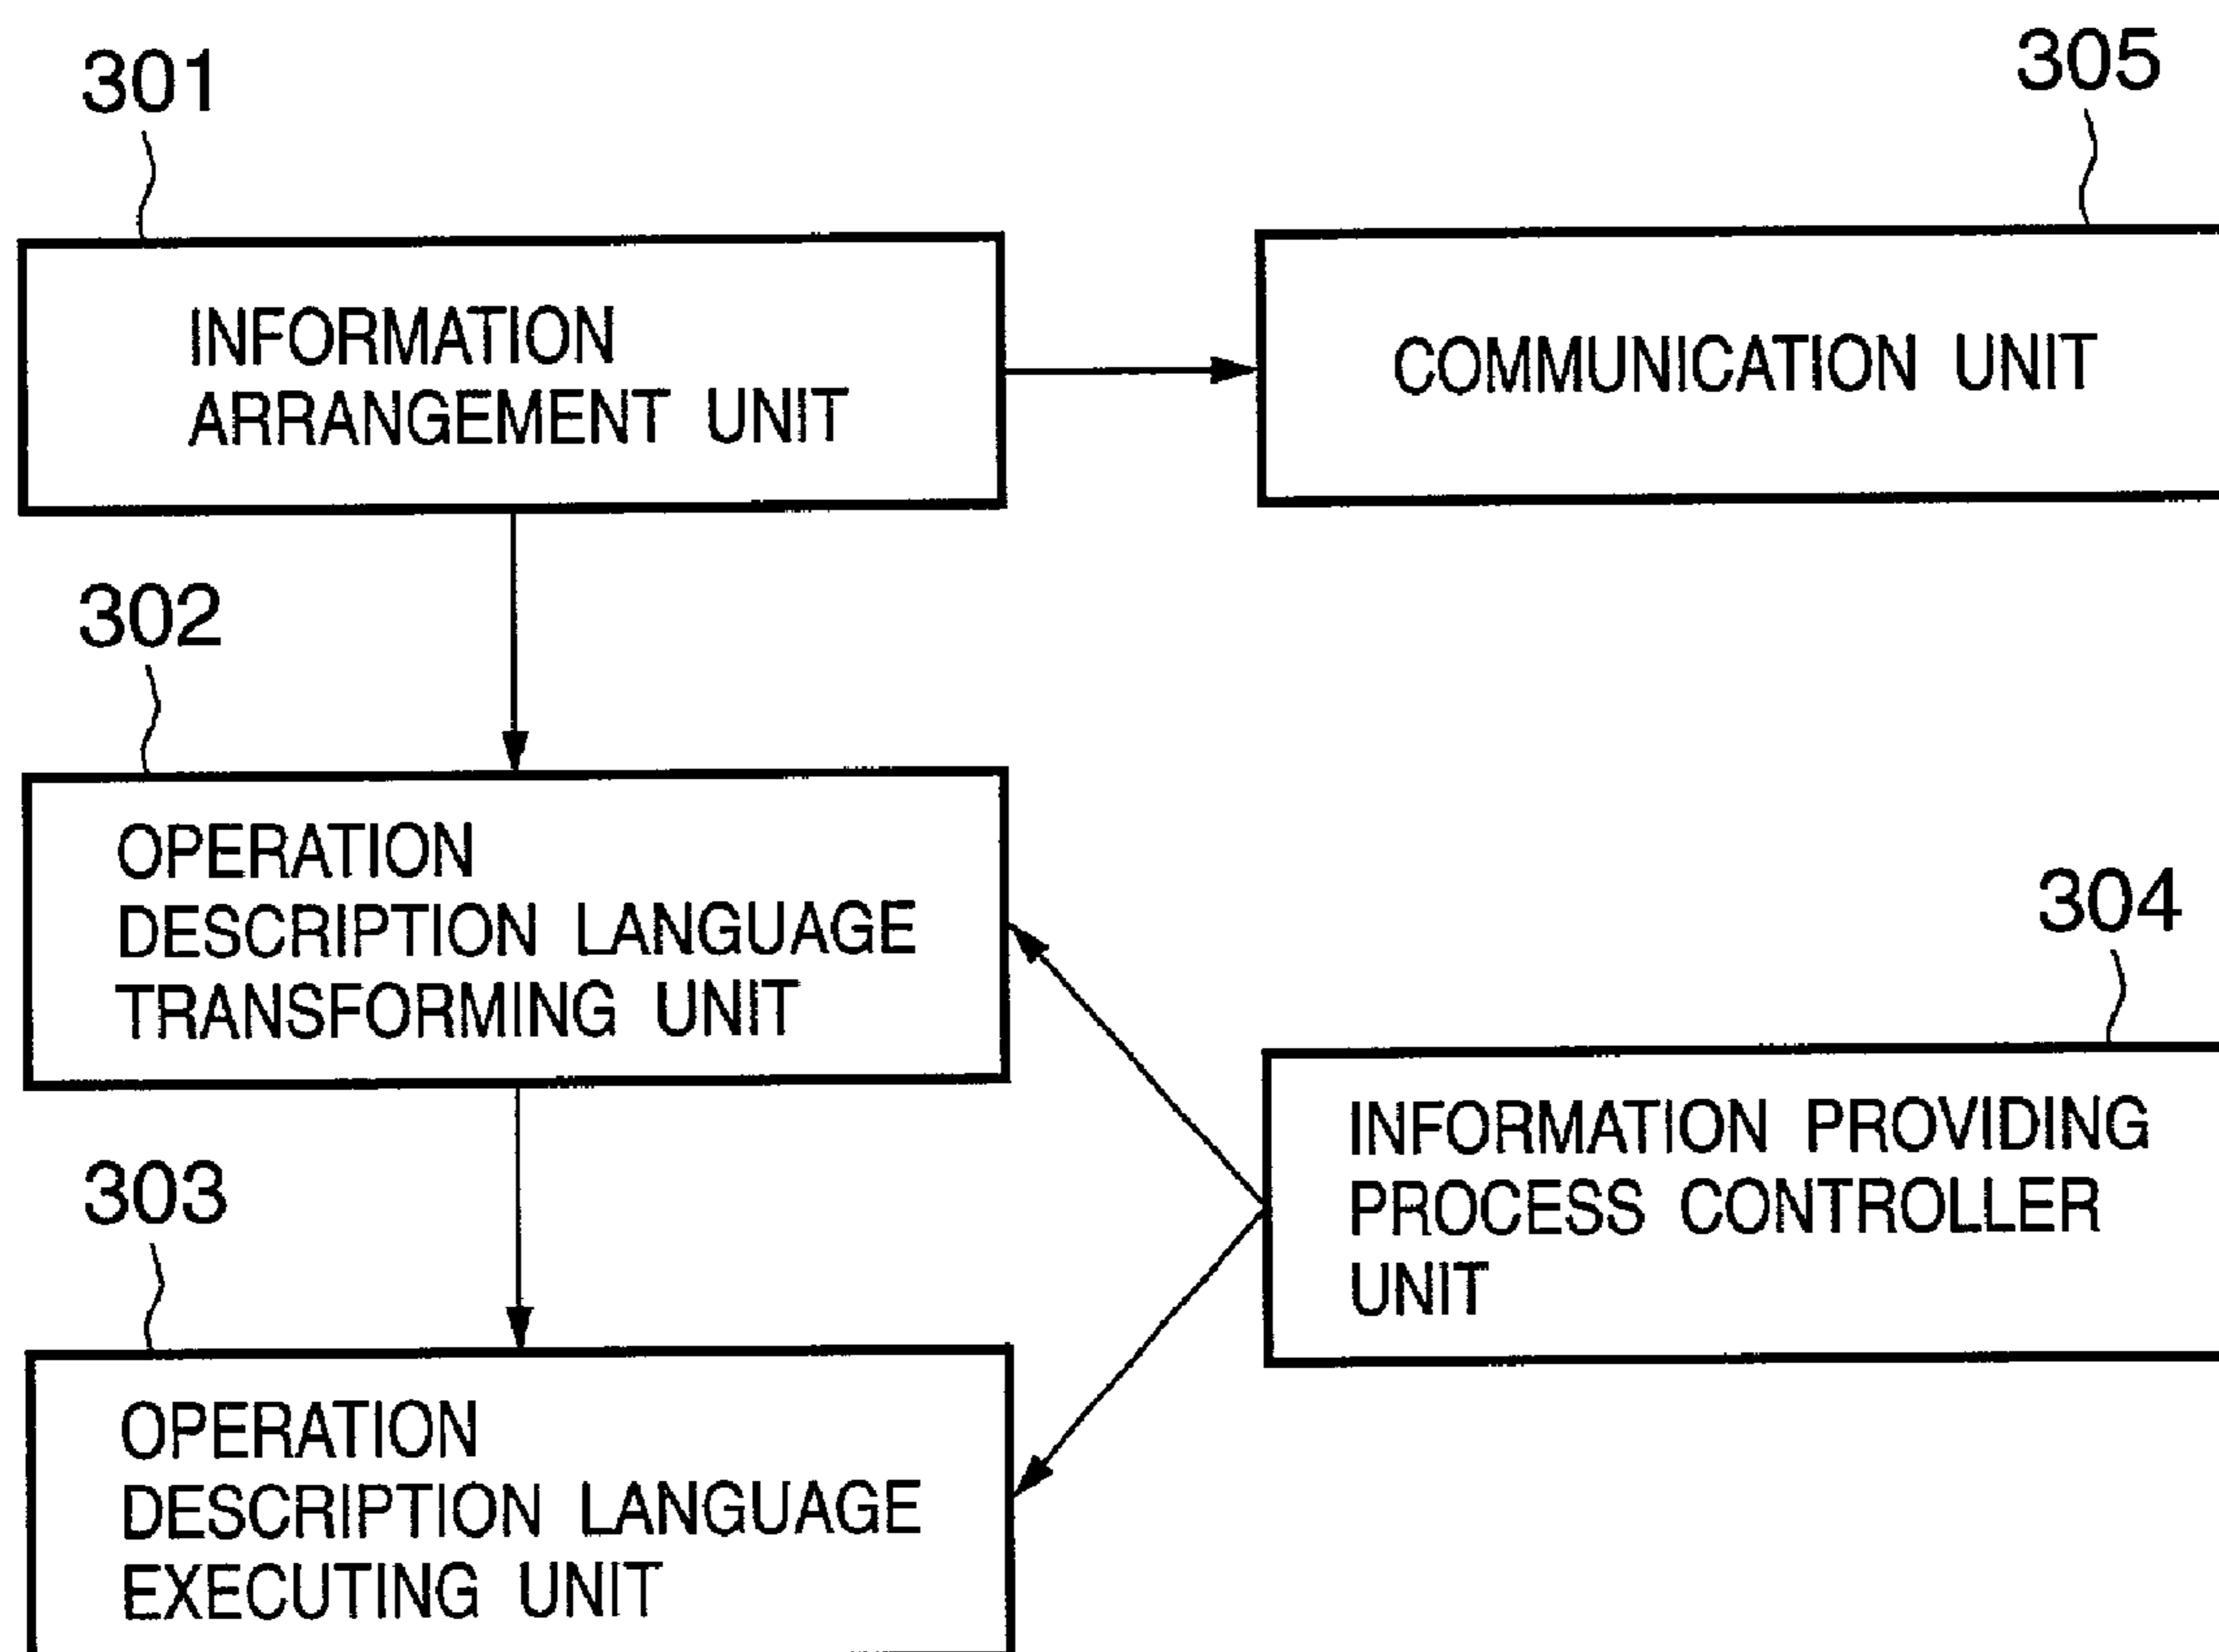 301
305
INFORMATION
ARRANGEMENT UNIT
COMMUNICATION UNIT
302
OPERATION
DESCRIPTION LANGUAGE
TRANSFORMING UNIT
304
INFORMATION PROVIDING
PROCESS CONTROLLER
UNIT
303
OPERATION
DESCRIPTION LANGUAGE
EXECUTING UNIT